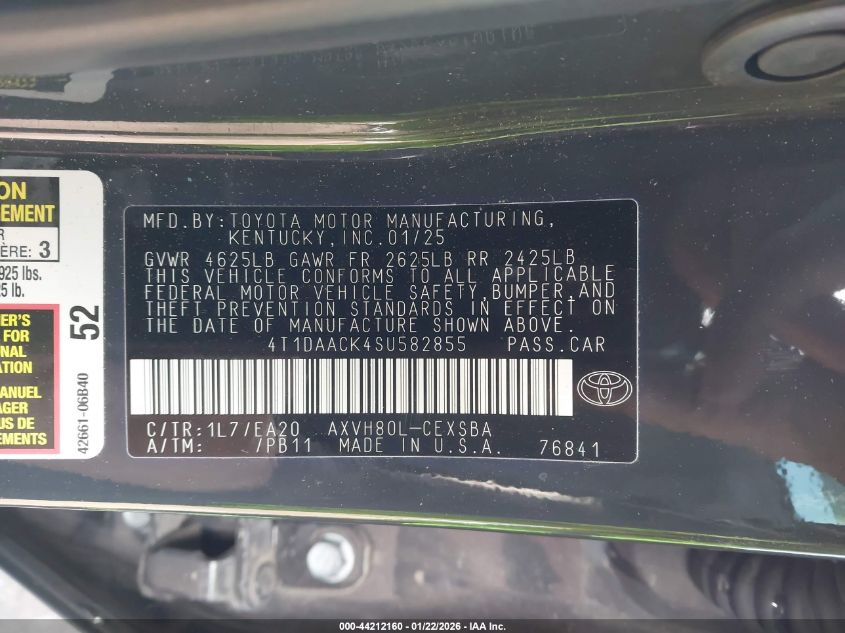 ON
EMENT
R
ÈRE: 3
925 lbs.
5 lb.
ER'S
FOR
NAL
ATION
ANUEL
AGER
US DE
EMENTS
52
42661-06B40
MFD.BY:TOYOTA MOTOR MANUFACTURING,
KENTUCKY,INC.01/25
GVWR 4625LB GAWR FR 2625LB RR 2425LB
THIS VEHICLE CONFORMS TO ALL APPLICABLE
FEDERAL MOTOR VEHICLE SAFETY,BUMPER,AND
THEFT PREVENTION STANDARDS IN EFFECT ON
THE DATE OF MANUFACTURE SHOWN ABOVE.
4T1DAACK4SU582855 PASS.CAR
C/TR:1L7/EA20 AXVH80L-CEXSBA
A/TM: /PB11 MADE IN U.S.A. 76841
000-44212160 - 01/22/2026 - IAA Inc.